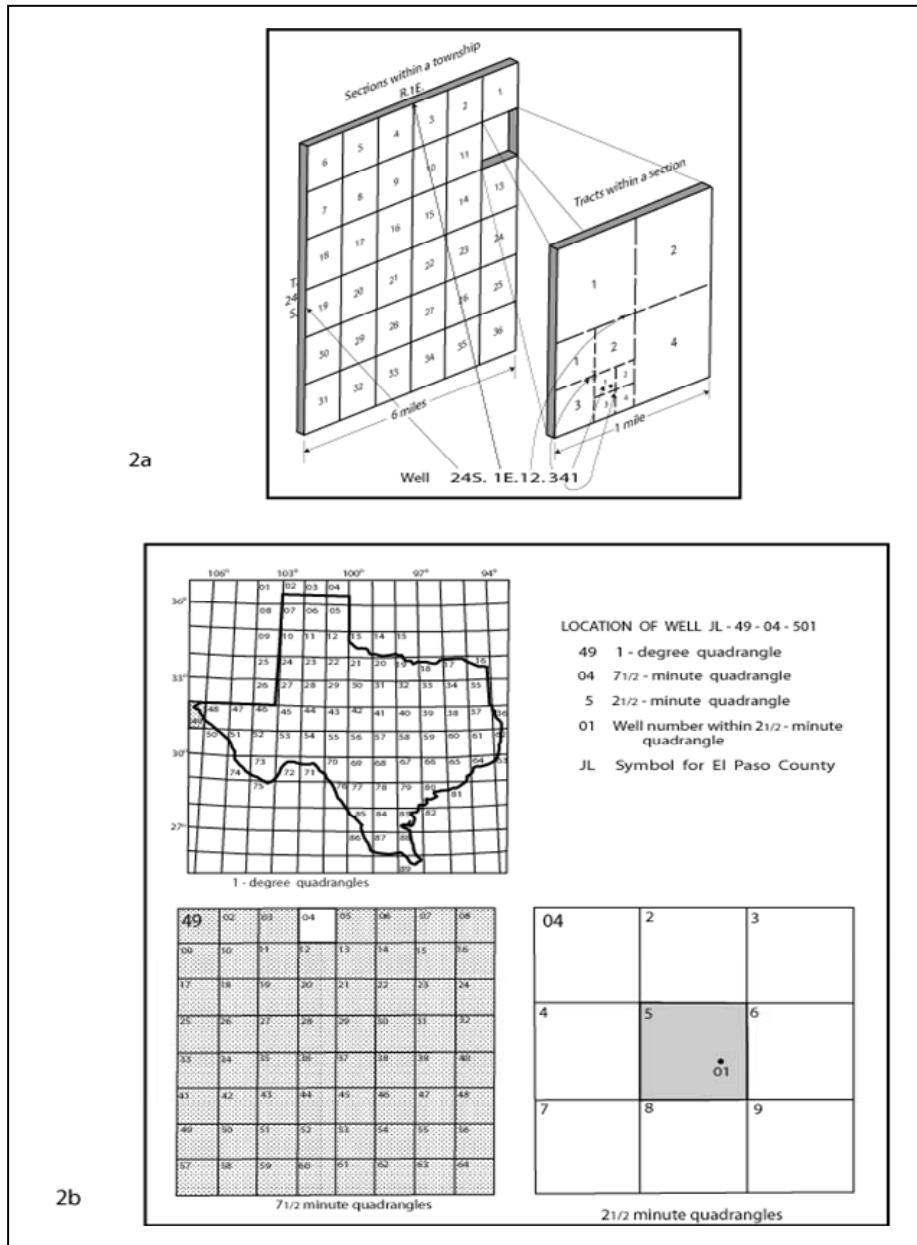 Sections within a township
R.1E.
6 5 4 3 2 1
7 8 9 10 11
18 17 16 15 14 13
T.
24
S.
19 20 21 22 23 24
30 29 28 27 26 25
31 32 33 34 35 36
6 miles
Tracts within a section
1 2
1 2 4
1 2
3 3 4
1 mile
Well 24S. 1E.12.341
2a
106° 103° 100° 97° 94°
36°
33°
30°
27°
01 02 03 04
08 07 06 05
09 10 11 12 13 14 15
25 24 23 22 21 20 19 18 17 16
26 27 28 29 30 31 32 33 34 35
49 48 47 46 45 44 43 42 41 40 39 38 37 36
50 51 52 53 54 55 56 57 58 59 60 61 62
74 73 72 71 70 69 68 67 66 65 64 63
75 76 77 78 79 80 81
85 84 83 82
86 87 88
89
1 - degree quadrangles
LOCATION OF WELL JL - 49 - 04 - 501
49 1 - degree quadrangle
04 71/2 - minute quadrangle
5 21/2 - minute quadrangle
01 Well number within 21/2 - minute
quadrangle
JL Symbol for El Paso County
49 02 03 04 05 06 07 08
09 10 11 12 13 14 15 16
17 18 19 20 21 22 23 24
25 26 27 28 29 30 31 32
33 34 35 36 37 38 39 40
41 42 43 44 45 46 47 48
49 50 51 52 53 54 55 56
57 58 59 60 61 62 63 64
71/2 minute quadrangles
04 2 3
4 5 6
01
7 8 9
21/2 minute quadrangles
2b